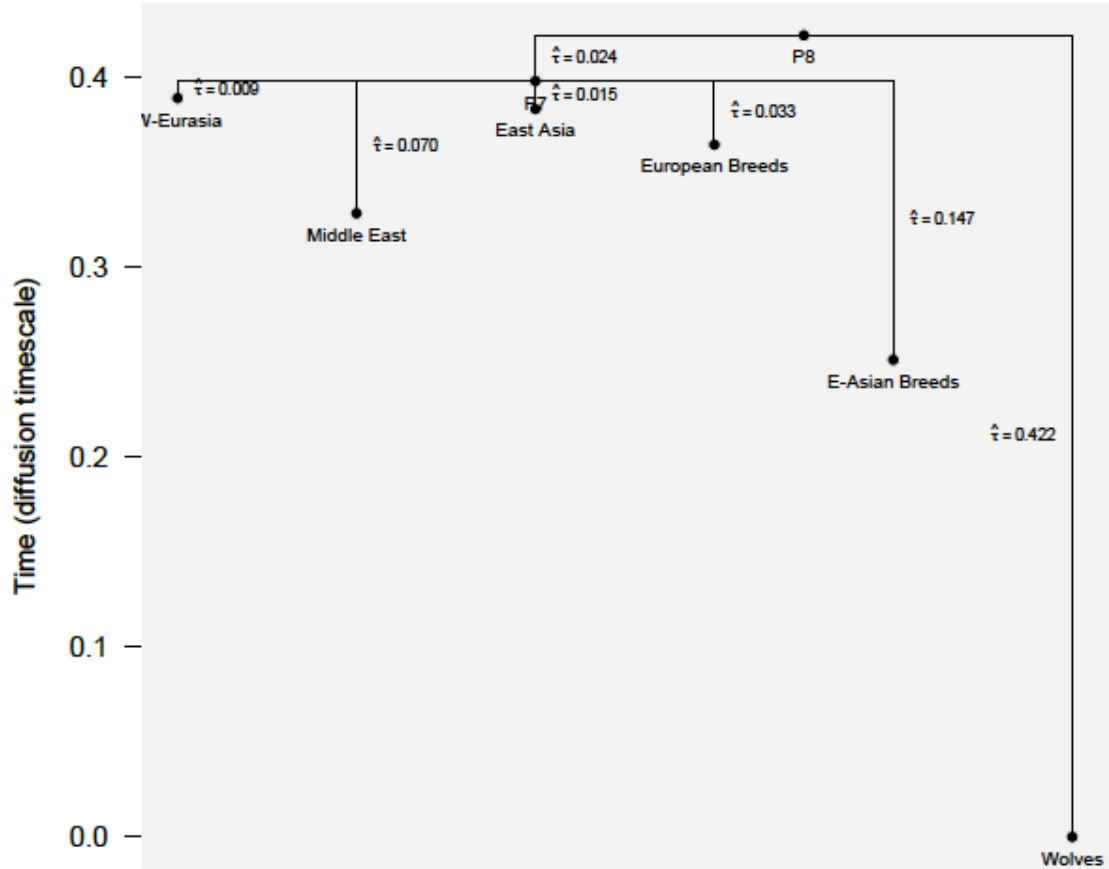 P8
τ̂ = 0.024
0.4
τ̂ = 0.009
τ̂ = 0.015
P7
τ̂ = 0.033
W-Eurasia
East Asia
τ̂ = 0.070
European Breeds
τ̂ = 0.147
Middle East
0.3
E-Asian Breeds
τ̂ = 0.422
0.2
Time (diffusion timescale)
0.1
0.0
Wolves